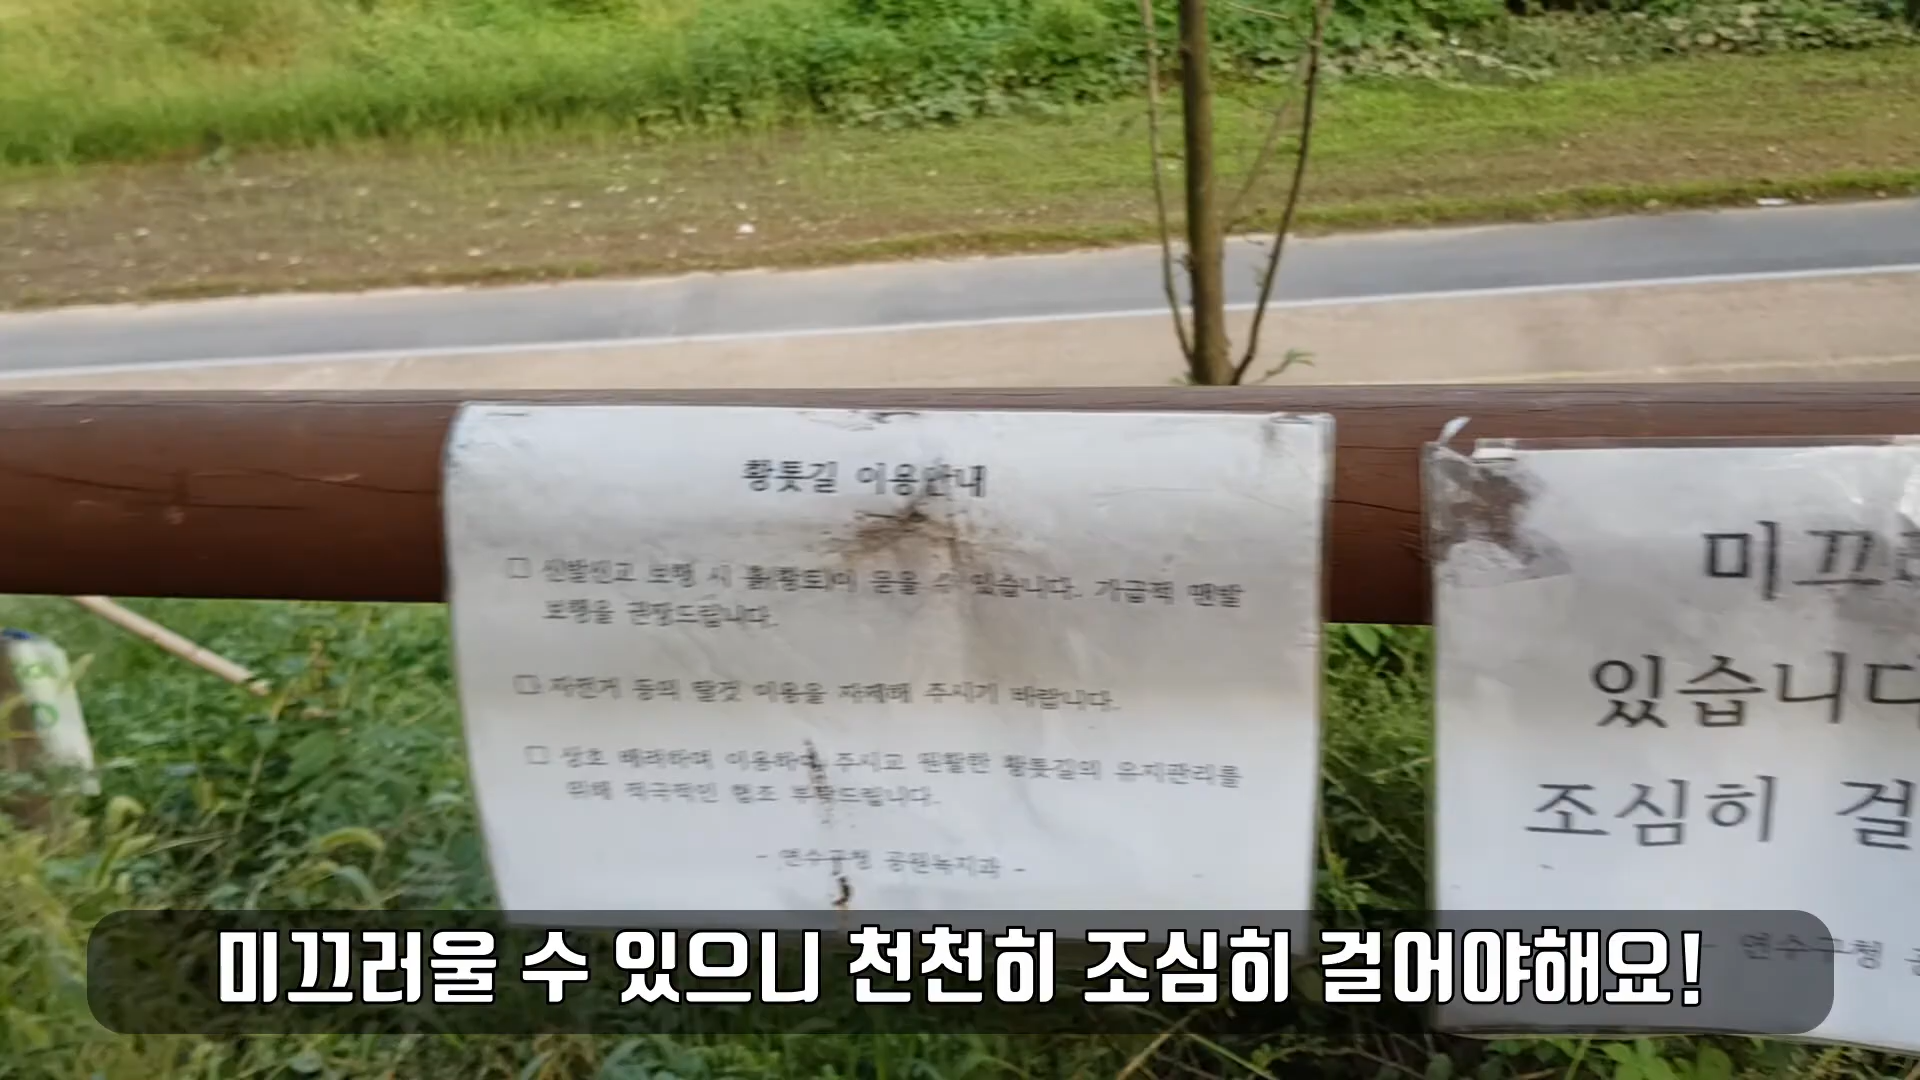 황톳길 이용안내
□ 신발신고 보행 시 흙(황토)이 묻을 수 있습니다. 가급적 맨발
보행을 권장드립니다.
□ 자전거 등의 탈것 이용을 자제해 주시기 바랍니다.
□ 상호 배려하며 이용하여 주시고 원활한 황톳길의 유지관리를
위해 적극적인 협조 부탁드립니다.
- 연수구청 공원녹지과 -
미끄
있습니다
조심히 걸
연수구청
미끄러울 수 있으니 천천히 조심히 걸어야해요!